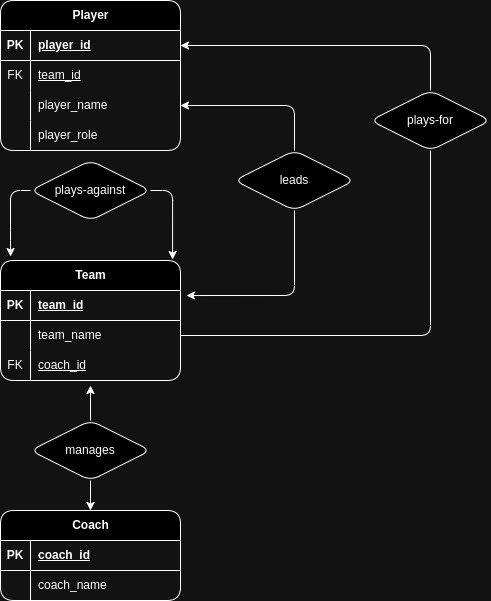 Player
PK player_id
FK team_id
player_name
player_role
plays-for
leads
plays-against
Team
PK team_id
team_name
FK coach_id
manages
Coach
PK coach_id
coach_name